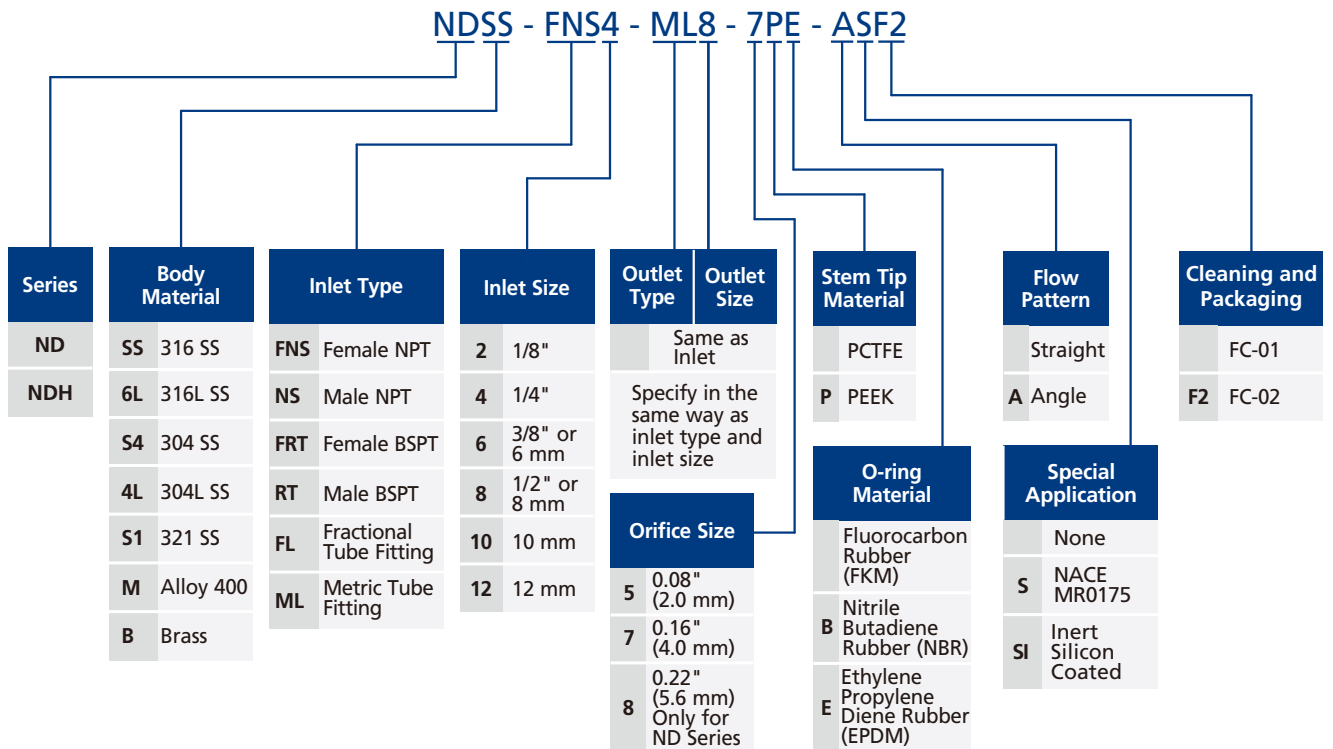 NDSS - FNS4 - ML8 - 7PE - ASF2
Series
ND
NDH
Body
Material
SS 316 SS
6L 316L SS
S4 304 SS
4L 304L SS
S1 321 SS
M Alloy 400
B Brass
Inlet Type
FNS Female NPT
NS Male NPT
FRT Female BSPT
RT Male BSPT
FL Fractional
Tube Fitting
ML Metric Tube
Fitting
Inlet Size
2 1/8"
4 1/4"
6 3/8" or
6 mm
8 1/2" or
8 mm
10 10 mm
12 12 mm
Outlet
Type
Outlet
Size
Same as
Inlet
Specify in the
same way as
inlet type and
inlet size
Orifice Size
5 0.08"
(2.0 mm)
7 0.16"
(4.0 mm)
8 0.22"
(5.6 mm)
Only for
ND Series
Stem Tip
Material
PCTFE
P PEEK
O-ring
Material
Fluorocarbon
Rubber
(FKM)
B Nitrile
Butadiene
Rubber (NBR)
E Ethylene
Propylene
Diene Rubber
(EPDM)
Flow
Pattern
Straight
A Angle
Special
Application
None
S NACE
MR0175
SI Inert
Silicon
Coated
Cleaning and
Packaging
FC-01
F2 FC-02